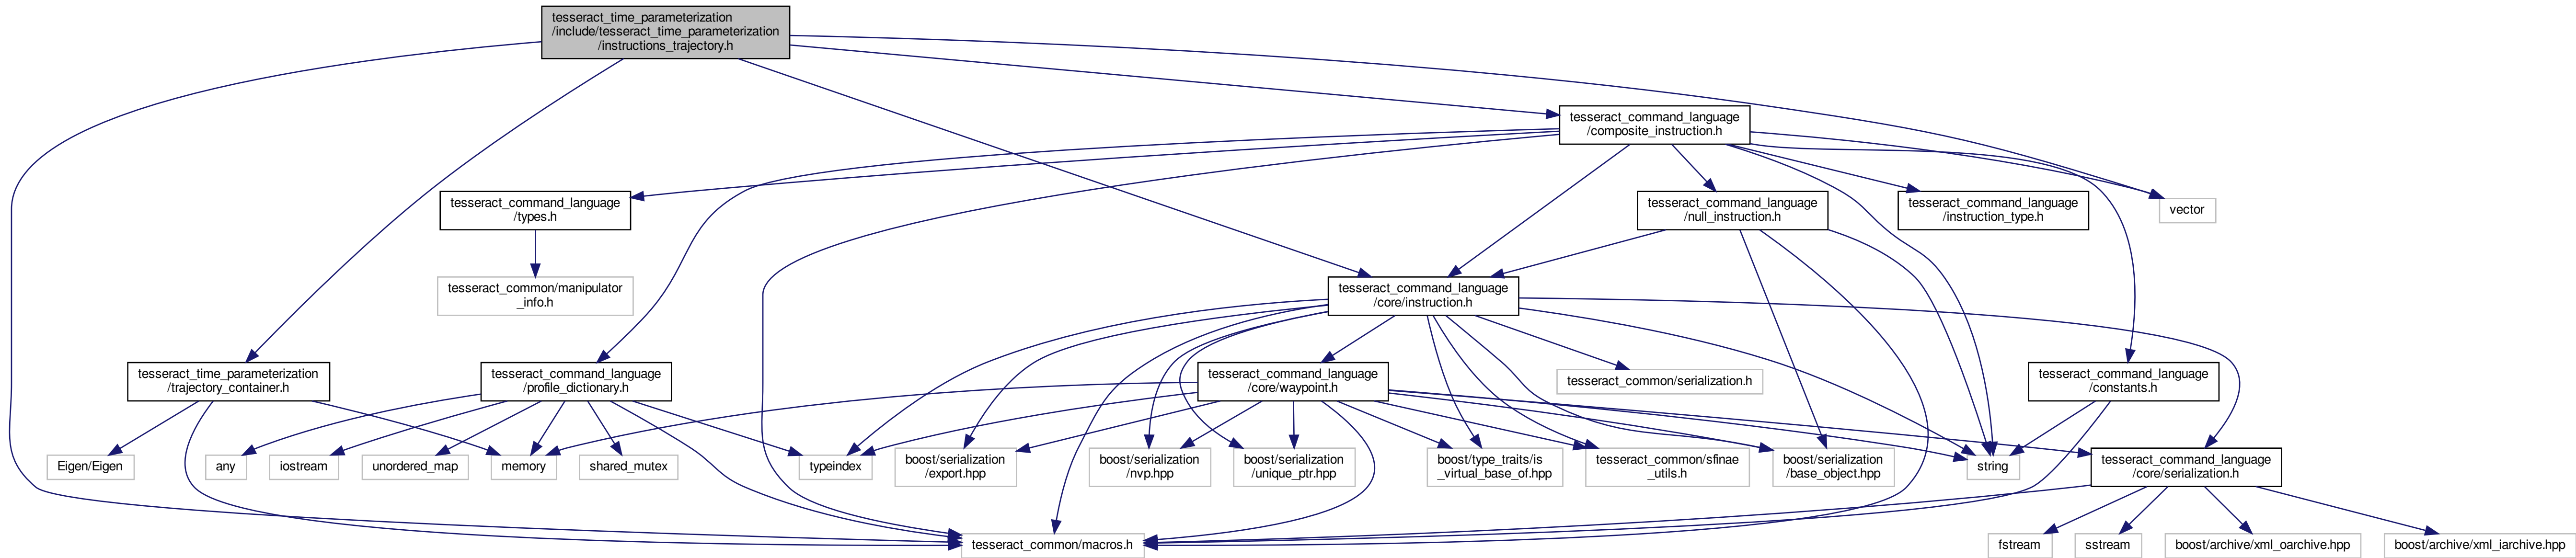 tesseract_time_parameterization
/include/tesseract_time_parameterization
/instructions_trajectory.h
tesseract_command_language
/composite_instruction.h
tesseract_command_language
/types.h
tesseract_command_language
/null_instruction.h
tesseract_command_language
/instruction_type.h
vector
tesseract_common/manipulator
_info.h
tesseract_command_language
/core/instruction.h
tesseract_time_parameterization
/trajectory_container.h
tesseract_command_language
/profile_dictionary.h
tesseract_command_language
/core/waypoint.h
tesseract_common/serialization.h
tesseract_command_language
/constants.h
Eigen/Eigen
any
iostream
unordered_map
memory
shared_mutex
typeindex
boost/serialization
/export.hpp
boost/serialization
/nvp.hpp
boost/serialization
/unique_ptr.hpp
boost/type_traits/is
_virtual_base_of.hpp
tesseract_common/sfinae
_utils.h
boost/serialization
/base_object.hpp
string
tesseract_command_language
/core/serialization.h
tesseract_common/macros.h
fstream
sstream
boost/archive/xml_oarchive.hpp
boost/archive/xml_iarchive.hpp